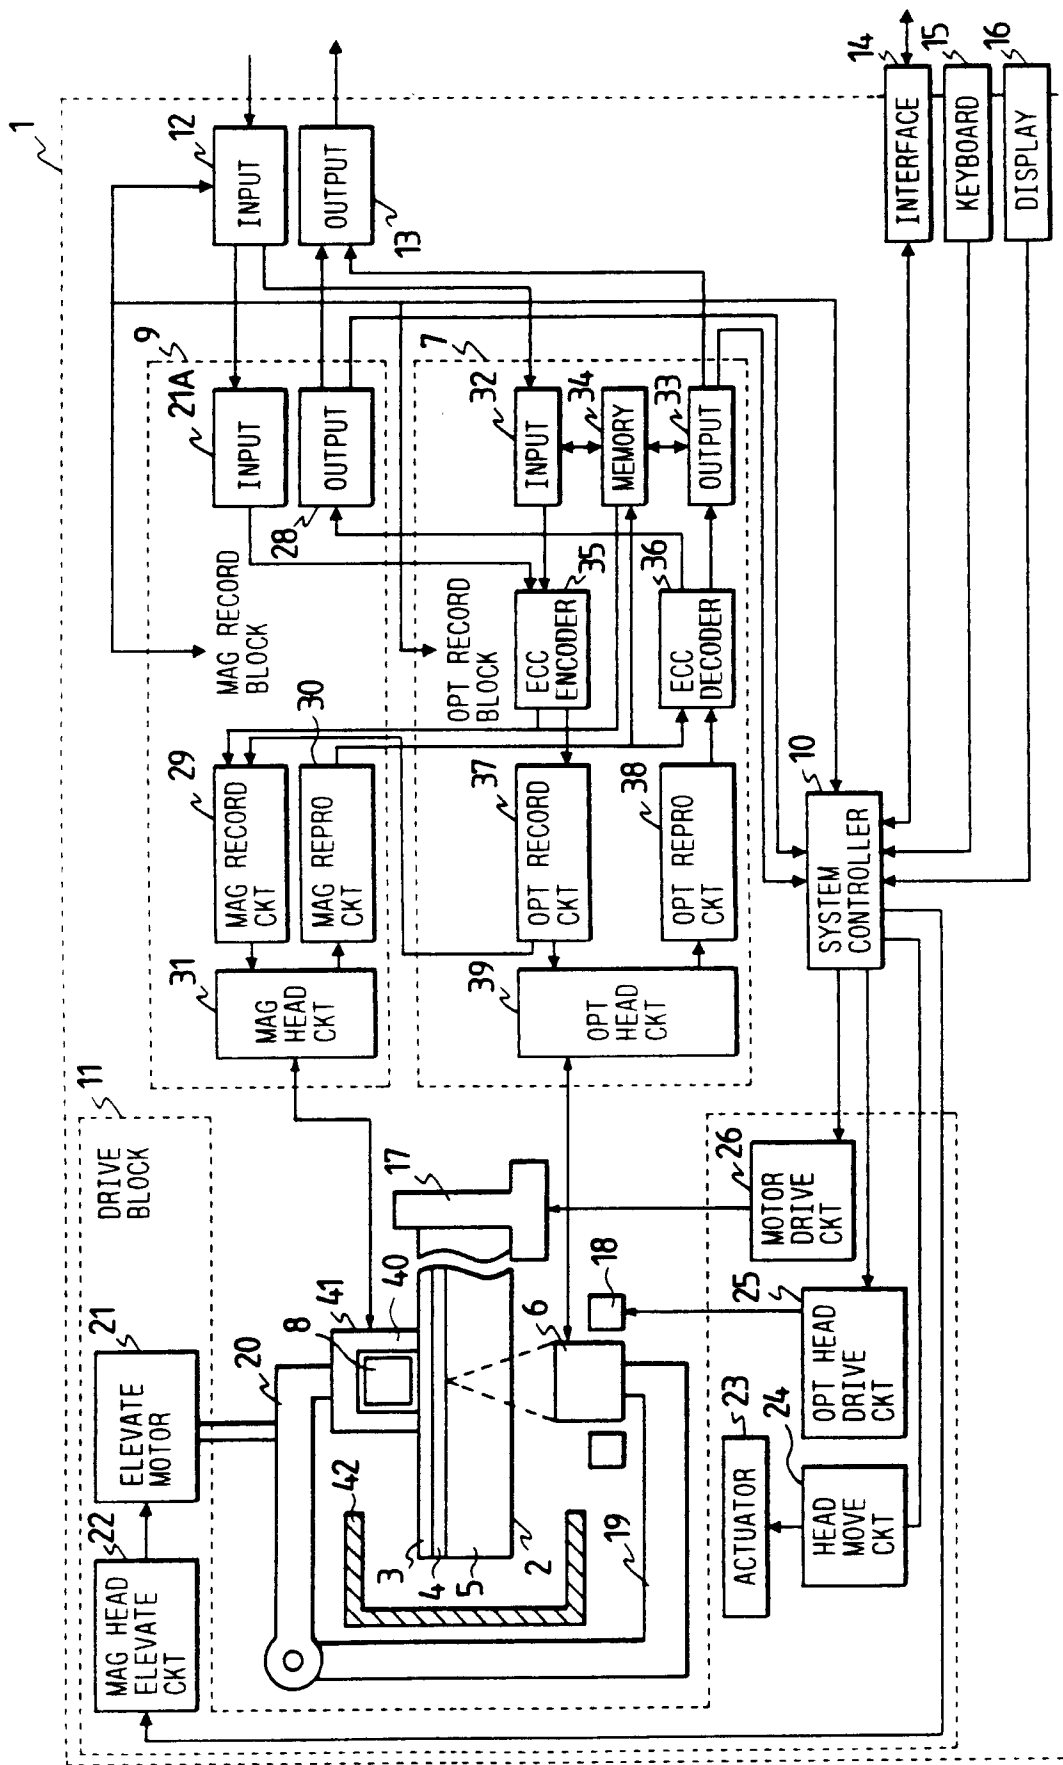 1
11
DRIVE
BLOCK
22
MAG HEAD
ELEVATE
CKT
21
ELEVATE
MOTOR
20
8
41
40
17
42
3
4
5
2
6
18
19
23
ACTUATOR
24
HEAD
MOVE
CKT
25
OPT HEAD
DRIVE
CKT
26
MOTOR
DRIVE
CKT
9
MAG RECORD
BLOCK
31
MAG
HEAD
CKT
29
MAG RECORD
CKT
30
MAG REPRO
CKT
21A
INPUT
28
OUTPUT
12
INPUT
OUTPUT
13
7
OPT RECORD
BLOCK
39
OPT
HEAD
CKT
37
OPT RECORD
CKT
38
OPT REPRO
CKT
35
ECC
ENCODER
36
ECC
DECODER
32
INPUT
34
MEMORY
33
OUTPUT
10
SYSTEM
CONTROLLER
14
INTERFACE
15
KEYBOARD
16
DISPLAY